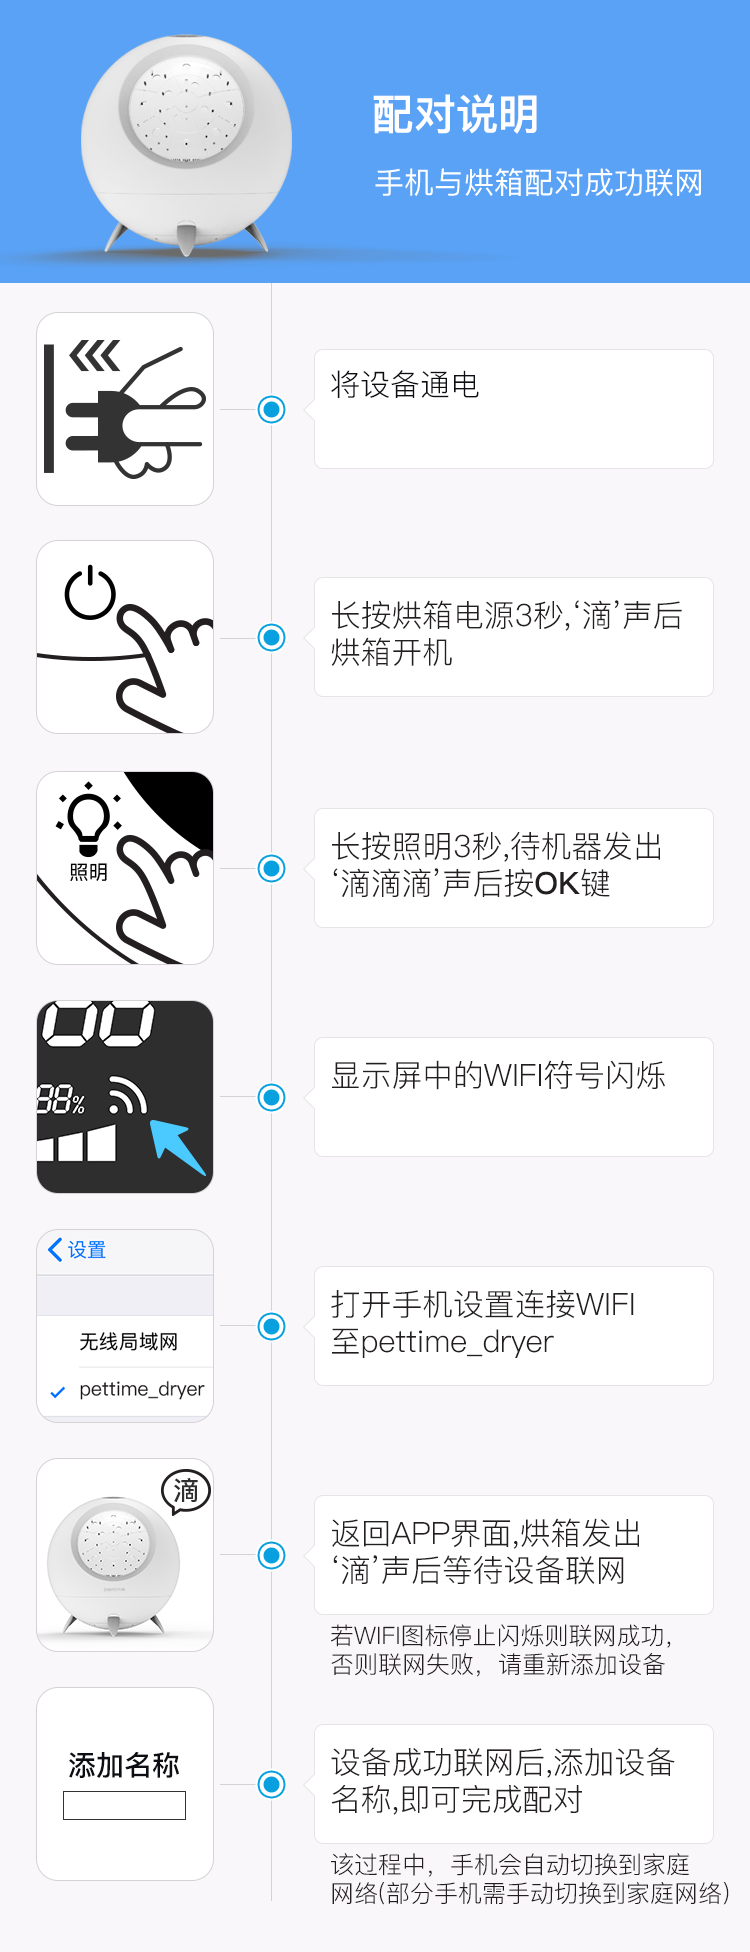 配对说明
手机与烘箱配对成功联网
将设备通电
长按烘箱电源3秒,‘滴’声后
烘箱开机
照明
长按照明3秒,待机器发出
‘滴滴滴’声后按OK键
00
88%
显示屏中的WIFI符号闪烁
设置
无线局域网
pettime_dryer
打开手机设置连接WIFI
至pettime_dryer
滴
返回APP界面,烘箱发出
‘滴’声后等待设备联网
若WIFI图标停止闪烁则联网成功，
否则联网失败，请重新添加设备
添加名称
设备成功联网后,添加设备
名称,即可完成配对
该过程中，手机会自动切换到家庭
网络(部分手机需手动切换到家庭网络)